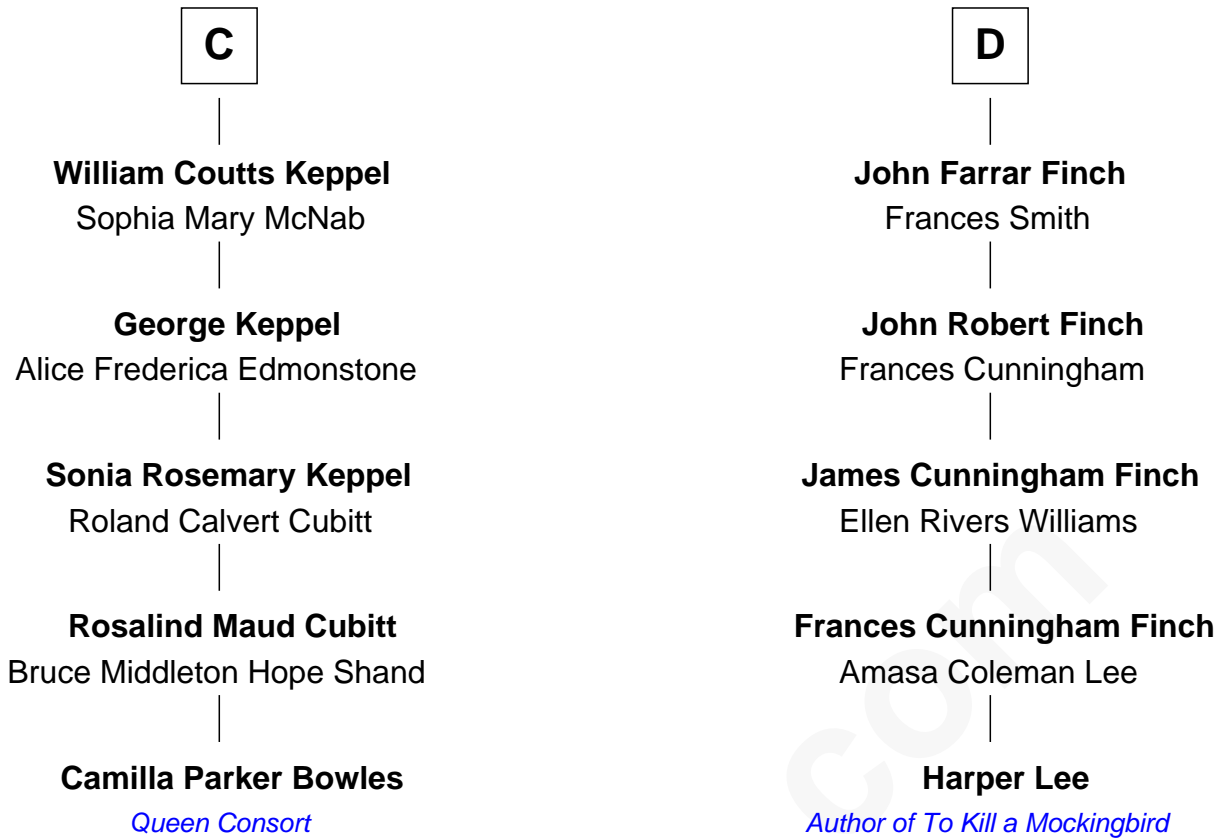 C
William Coutts Keppel
Sophia Mary McNab
George Keppel
Alice Frederica Edmonstone
Sonia Rosemary Keppel
Roland Calvert Cubitt
Rosalind Maud Cubitt
Bruce Middleton Hope Shand
Camilla Parker Bowles
Queen Consort
D
John Farrar Finch
Frances Smith
John Robert Finch
Frances Cunningham
James Cunningham Finch
Ellen Rivers Williams
Frances Cunningham Finch
Amasa Coleman Lee
Harper Lee
Author of To Kill a Mockingbird
com